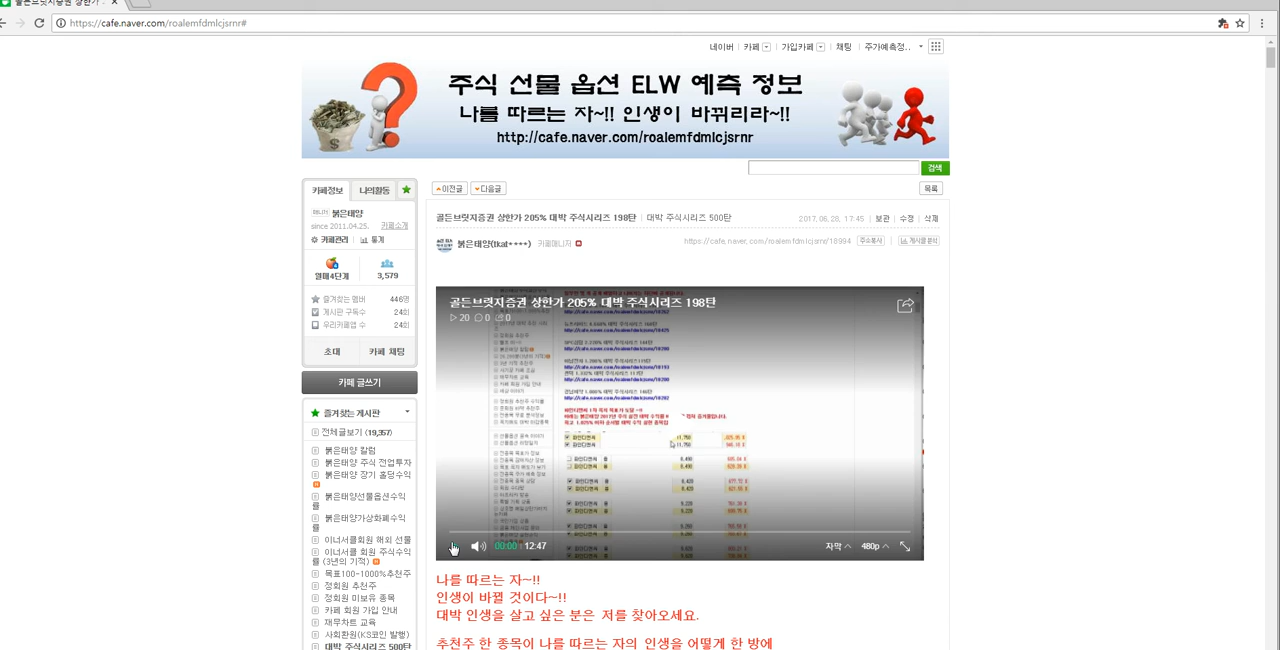 골든브릿지증권 상한가
https://cafe.naver.com/roalemfdmlcjsrnr#
네이버 카페 가입카페 채팅 주가예측정..
주식 선물 옵션 ELW 예측 정보
나를 따르는 자~!! 인생이 바뀌리라~!!
http://cafe.naver.com/roalemfdmlcjsrnr
검색
카페정보 나의활동
이전글 다음글 목록
매니저 붉은태양
since 2011.04.25. 카페소개
카페관리 통계
열매4단계 3,579
즐겨찾는 멤버 446명
게시판 구독수 24회
우리카페앱 수 24회
초대 카페 채팅
카페 글쓰기
즐겨찾는 게시판
전체글보기 (19,357)
붉은태양 칼럼
붉은태양 주식 전업투자
붉은태양 장기 홀딩수익
붉은태양선물옵션수익률
붉은태양가상화폐수익률
이너서클회원 해외 선물
이너서클 회원 주식수익률 (3년의 기적)
목표100-1000%추천주
정회원 추천주
정회원 미보유 종목
카페 회원 가입 안내
재무차트 교육
사회환원(KS코인 발행)
대박 주식시리즈 500탄
골든브릿지증권 상한가 205% 대박 주식시리즈 198탄 대박 주식시리즈 500탄
2017.06.28. 17:45 보관 수정 삭제
붉은태양(tkat****) 카페매니저
https://cafe.naver.com/roalemfdmlcjsrnr/18994 주소복사 게시글 분석
골든브릿지증권 상한가 205% 대박 주식시리즈 198탄
20 0 0
00:00 12:47 자막 480p
나를 따르는 자~!!
인생이 바뀔 것이다~!!
대박 인생을 살고 싶은 분은 저를 찾아오세요.
추천주 한 종목이 나를 따르는 자의 인생을 어떻게 한 방에